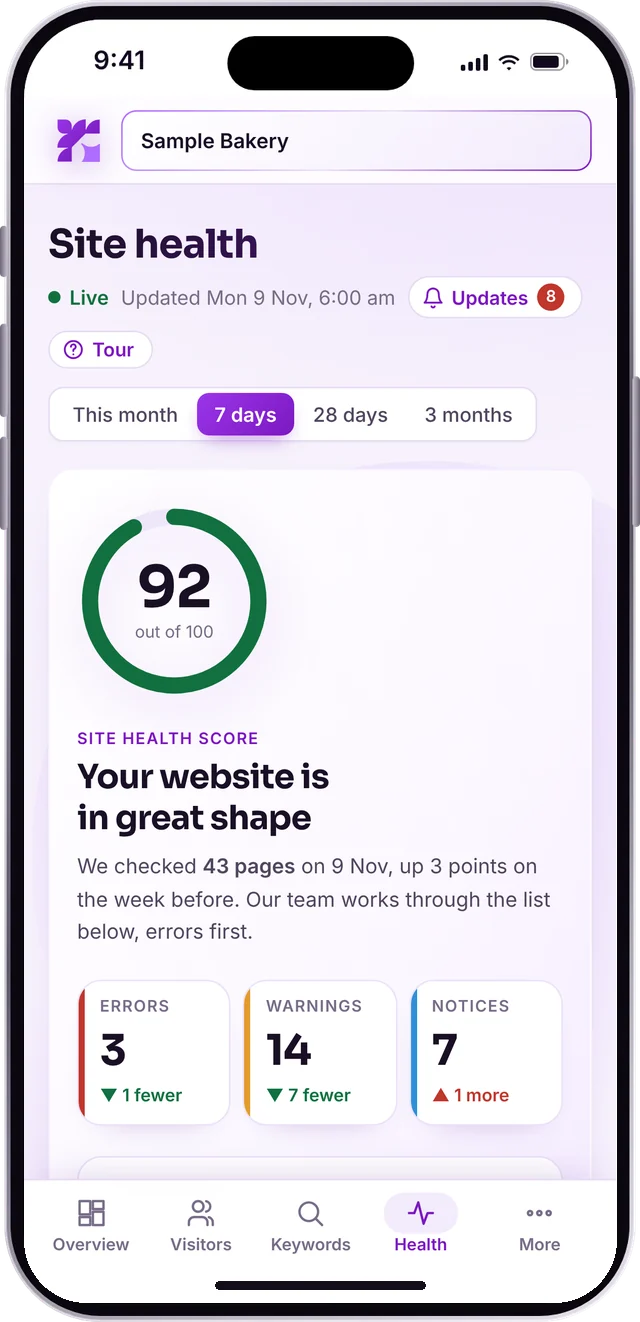 9:41
Sample Bakery
Site health
Live Updated Mon 9 Nov, 6:00 am Updates 8
Tour
This month 7 days 28 days 3 months
92
out of 100
SITE HEALTH SCORE
Your website is
in great shape
We checked 43 pages on 9 Nov, up 3 points on
the week before. Our team works through the list
below, errors first.
ERRORS WARNINGS NOTICES
3 14 7
▼ 1 fewer ▼ 7 fewer ▲ 1 more
Overview Visitors Keywords Health More